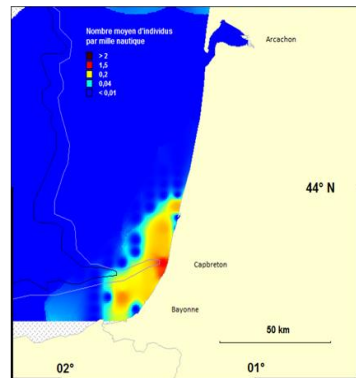 Nombre moyen d'individus
par mille nautique
> 2
1,5
0,2
0,04
< 0,01
Arcachon
44° N
Capbreton
Bayonne
50 km
02°
01°